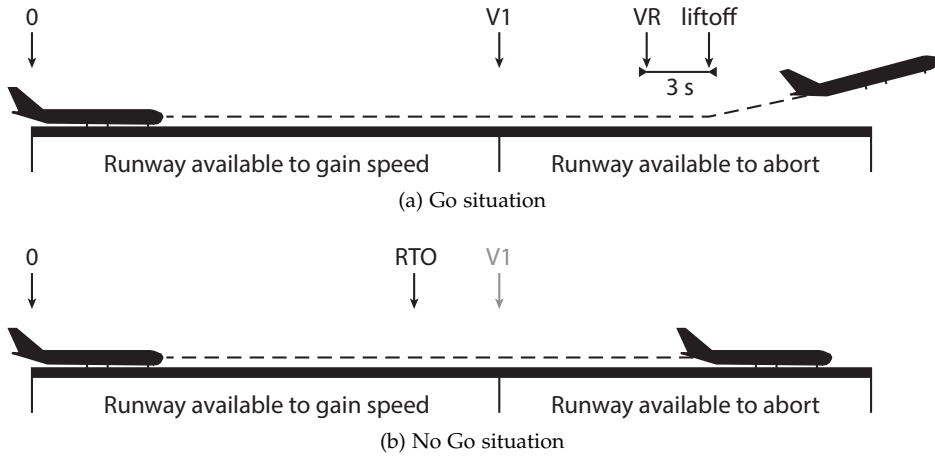 0 V1 VR liftoff
3 s
Runway available to gain speed Runway available to abort
(a) Go situation
0 RTO V1
Runway available to gain speed Runway available to abort
(b) No Go situation